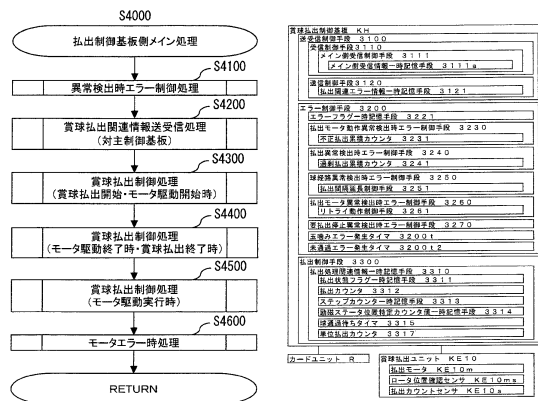 S4000
払出制御基板側メイン処理
S4100
異常検出時エラー制御処理
S4200
賞球払出関連情報送受信処理
(対主制御基板)
S4300
賞球払出制御処理
(賞球払出開始・モータ駆動開始時)
S4400
賞球払出制御処理
(モータ駆動終了時・賞球払出終了時)
S4500
賞球払出制御処理
(モータ駆動実行時)
S4600
モータエラー時処理
RETURN
賞球払出制御基板 KH
送受信制御手段 3100
受信制御手段3110
メイン側受信制御手段 3111
メイン側受信情報一時記憶手段 3111a
送信制御手段3120
払出関連エラー情報一時記憶手段 3121
エラー制御手段 3200
エラーフラグ一時記憶手段 3221
払出モータ動作異常検出時エラー制御手段 3230
不正払出累積カウンタ 3231
払出異常検出時エラー制御手段 3240
過剰払出累積カウンタ 3241
球経路異常検出時エラー制御手段 3250
払出間隔延長制御手段 3251
払出モータ異常検出時エラー制御手段 3260
リトライ動作制御手段 3261
要払出停止異常検出時エラー制御手段 3270
玉噛みエラー発生タイマ 3200t
未通過エラー発生タイマ 3200t2
払出制御手段 3300
払出処理関連情報一時記憶手段 3310
払出状態フラグ一時記憶手段 3311
払出カウンタ 3312
ステップカウンタ一時記憶手段 3313
励磁ステータ位置特定カウンタ値一時記憶手段 3314
球通過待ちタイマ 3315
単位払出カウンタ 3317
カードユニット R
賞球払出ユニット KE10
払出モータ KE10m
ロータ位置確認センサ KE10ms
払出カウントセンサ KE10s